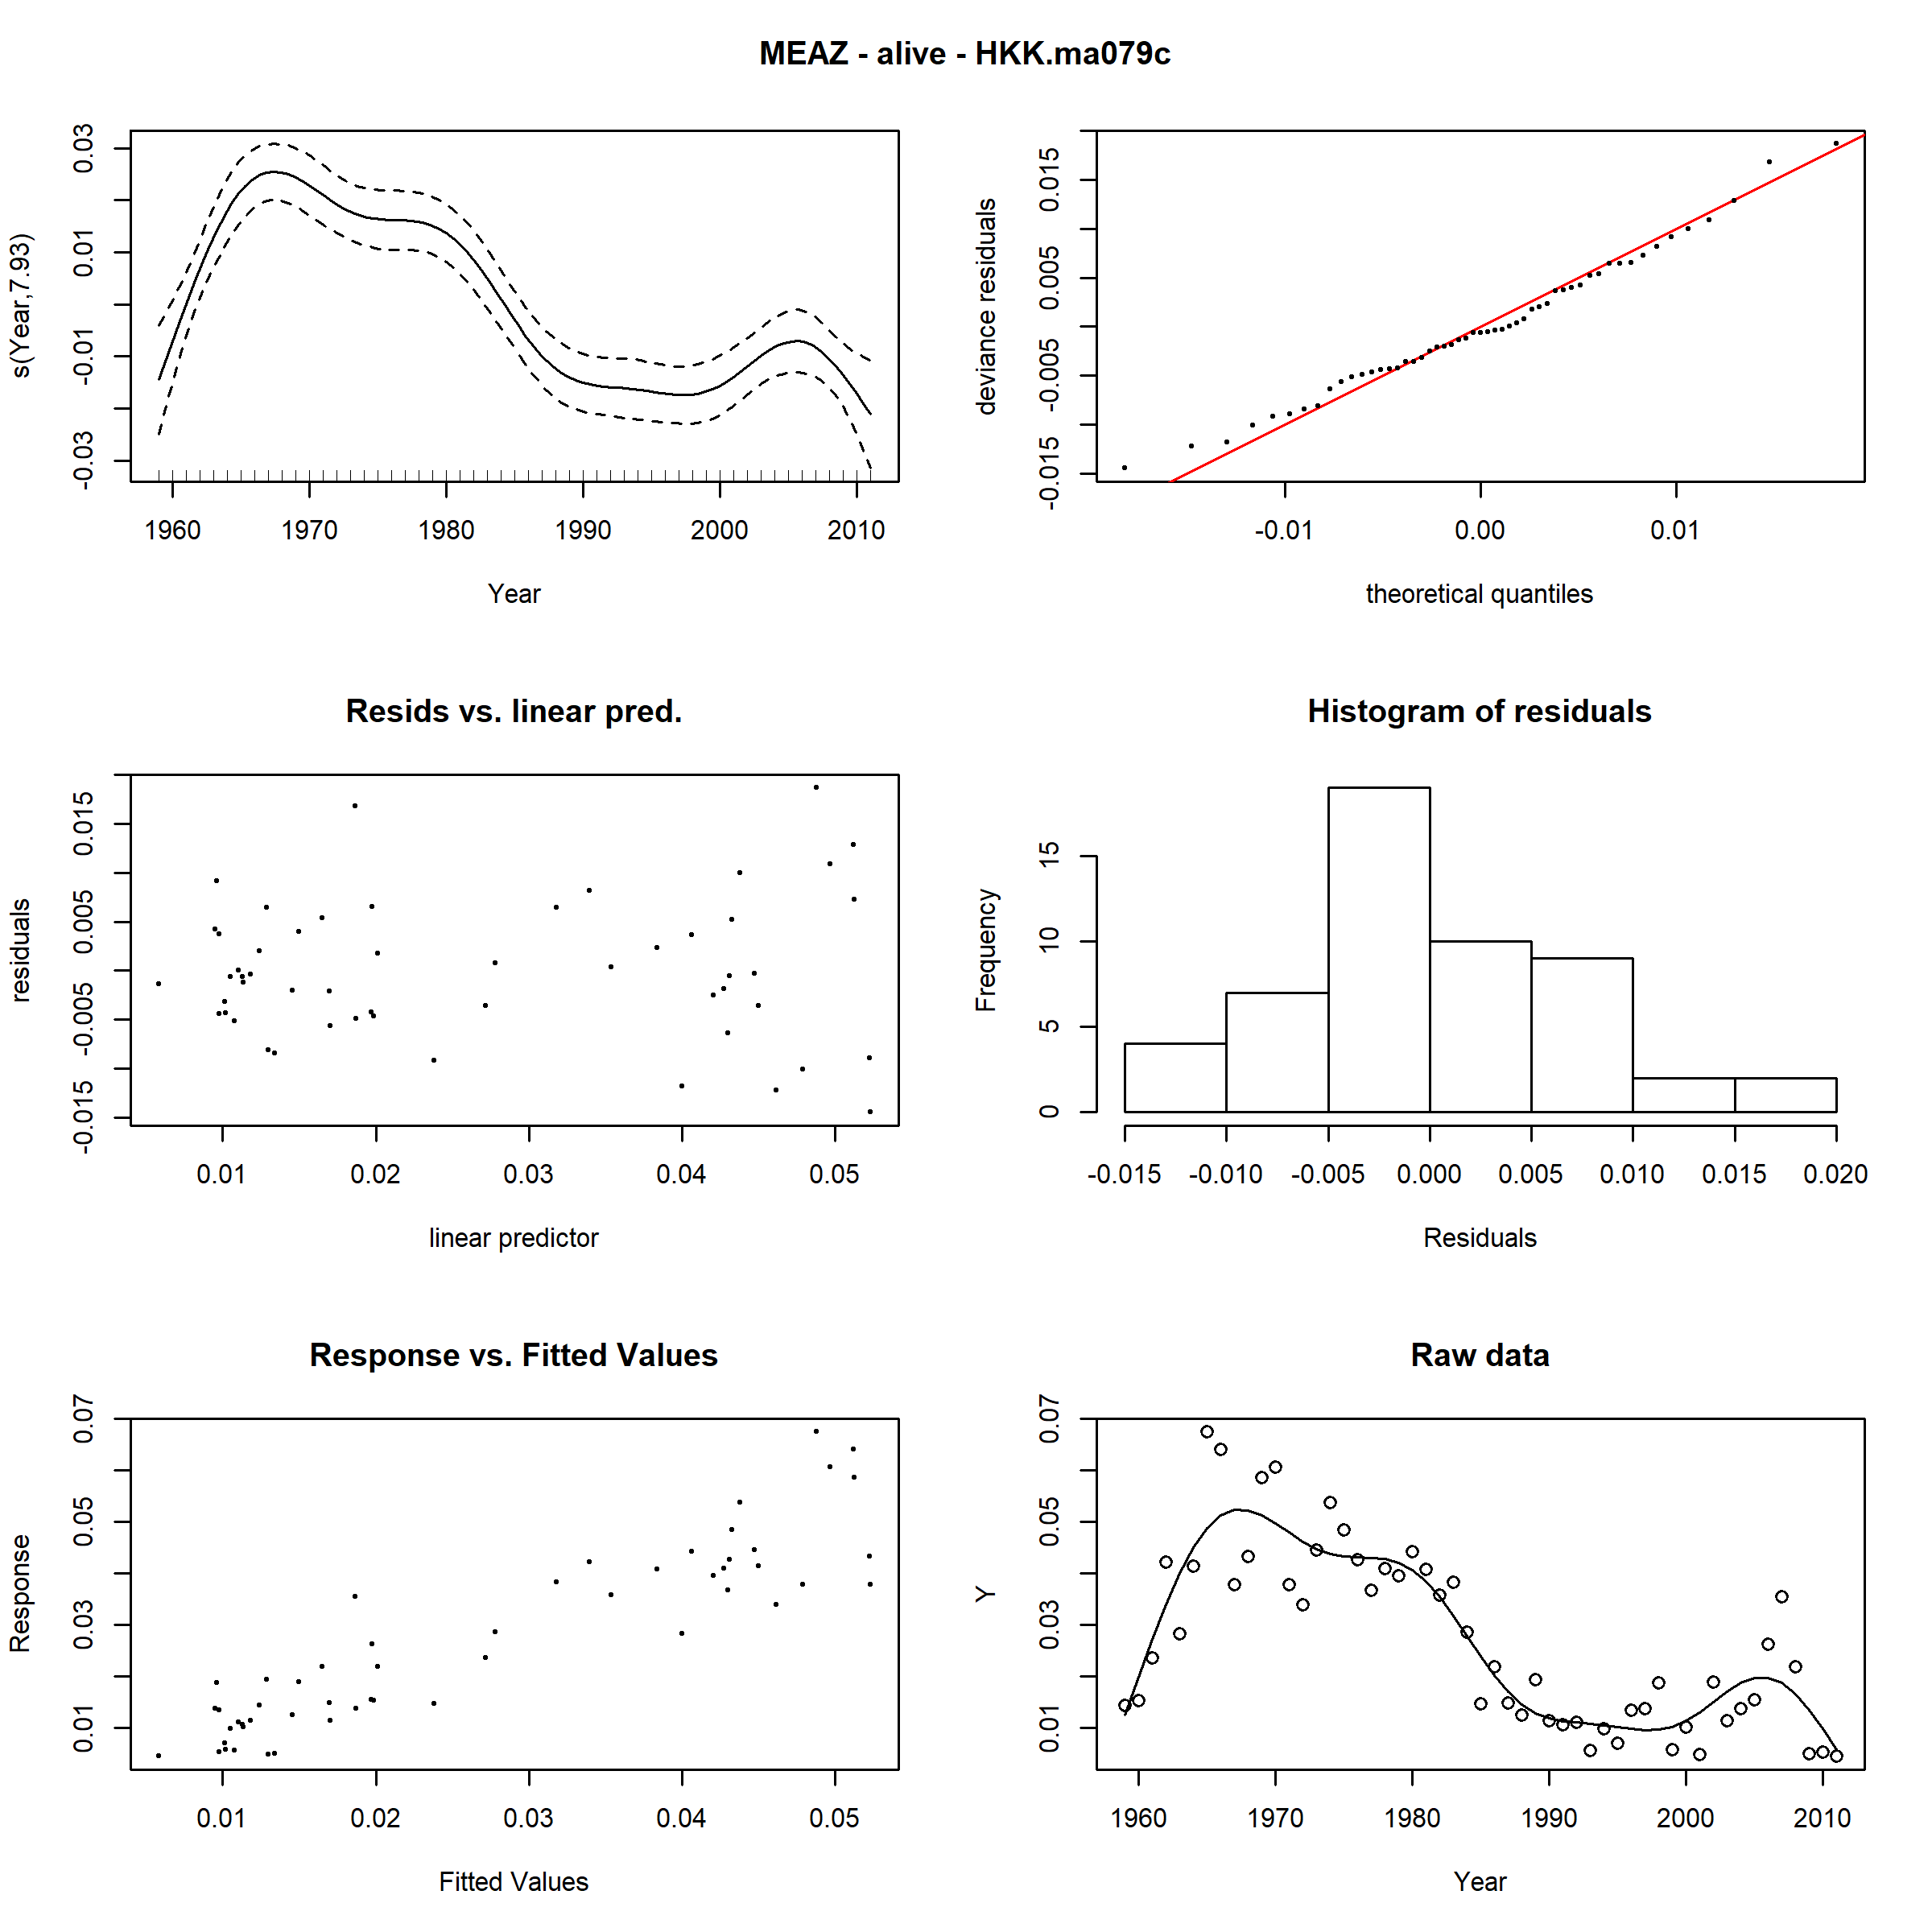 MEAZ - alive - HKK.ma079c
s(Year,7.93)
-0.03 -0.01 0.01 0.03
1960 1970 1980 1990 2000 2010
Year
deviance residuals
-0.015 -0.005 0.005 0.015
-0.01 0.00 0.01
theoretical quantiles
Resids vs. linear pred.
residuals
-0.015 -0.005 0.005 0.015
0.01 0.02 0.03 0.04 0.05
linear predictor
Histogram of residuals
Frequency
0 5 10 15
-0.015 -0.010 -0.005 0.000 0.005 0.010 0.015 0.020
Residuals
Response vs. Fitted Values
Response
0.01 0.03 0.05 0.07
0.01 0.02 0.03 0.04 0.05
Fitted Values
Raw data
Y
0.01 0.03 0.05 0.07
1960 1970 1980 1990 2000 2010
Year